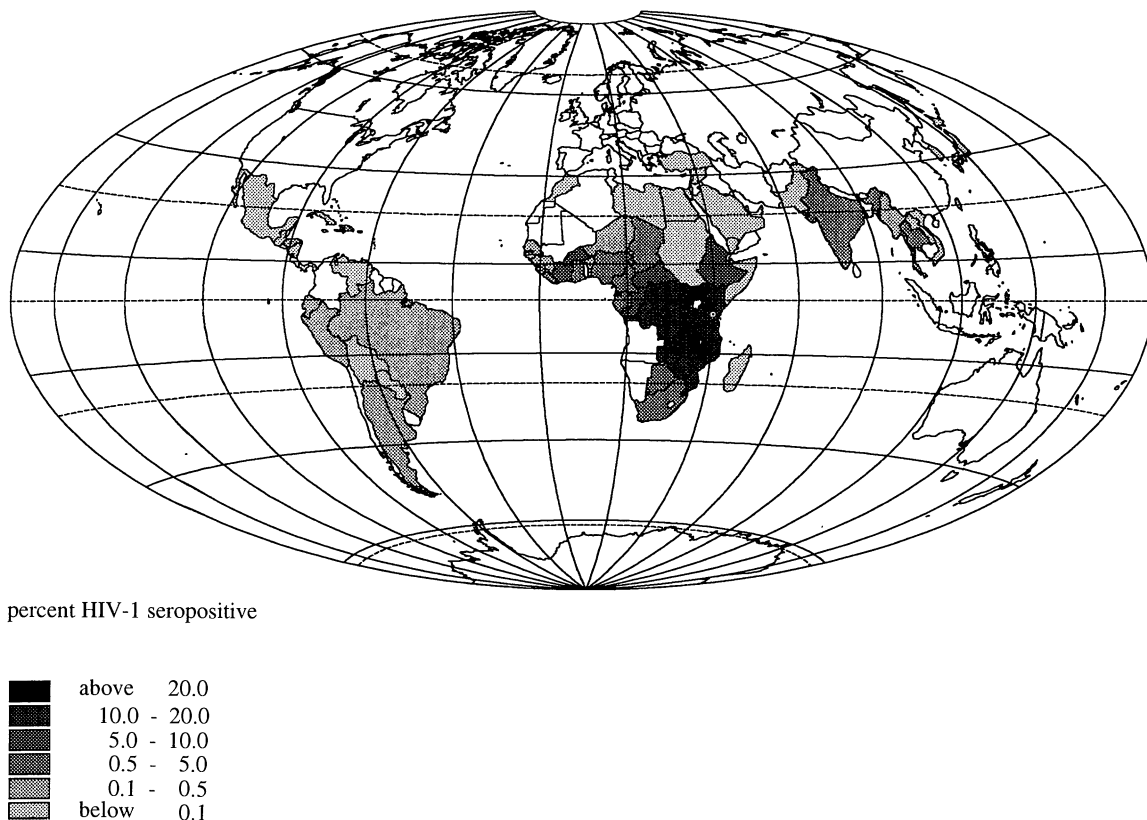 percent HIV-1 seropositive
above 20.0
10.0 - 20.0
5.0 - 10.0
0.5 - 5.0
0.1 - 0.5
below 0.1